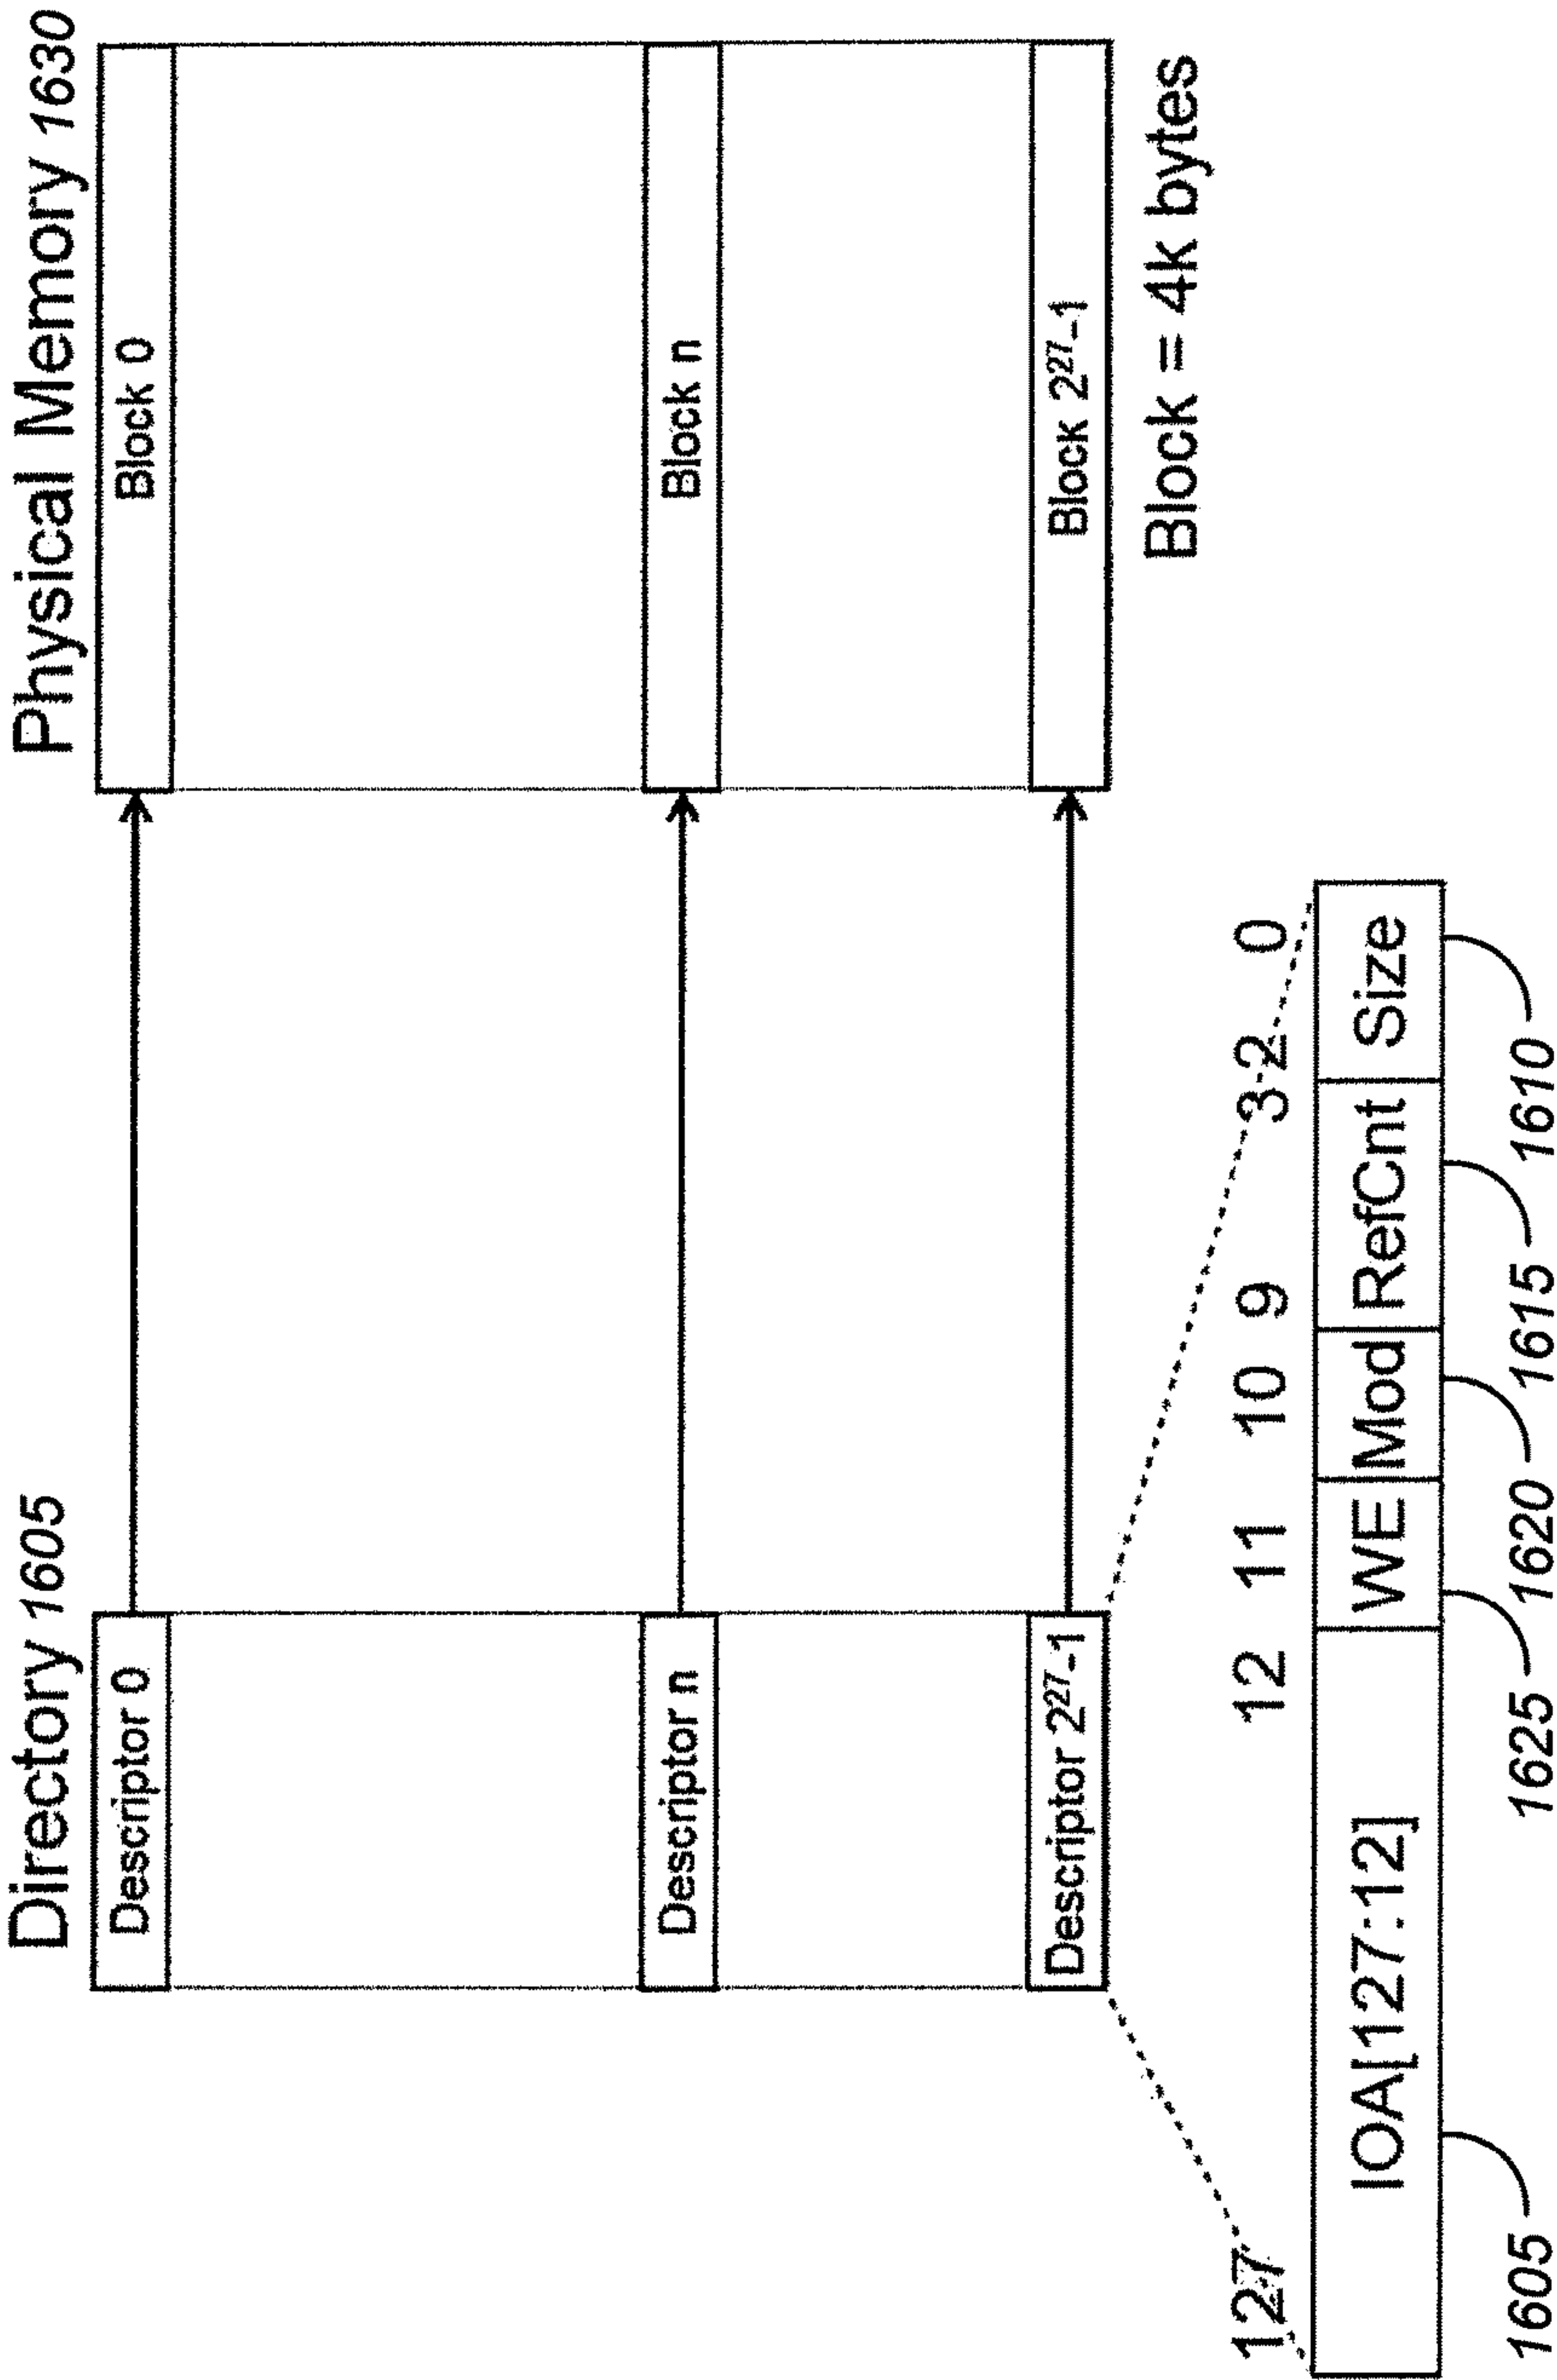 Directory 1605
Physical Memory 1630
Descriptor 0
Block 0
Descriptor n
Block n
Descriptor 2²⁷-1
Block 2²⁷-1
Block = 4k bytes
127 12 11 10 9 3 2 0
IOA[127:12] WE Mod RefCnt Size
1605 1625 1620 1615 1610